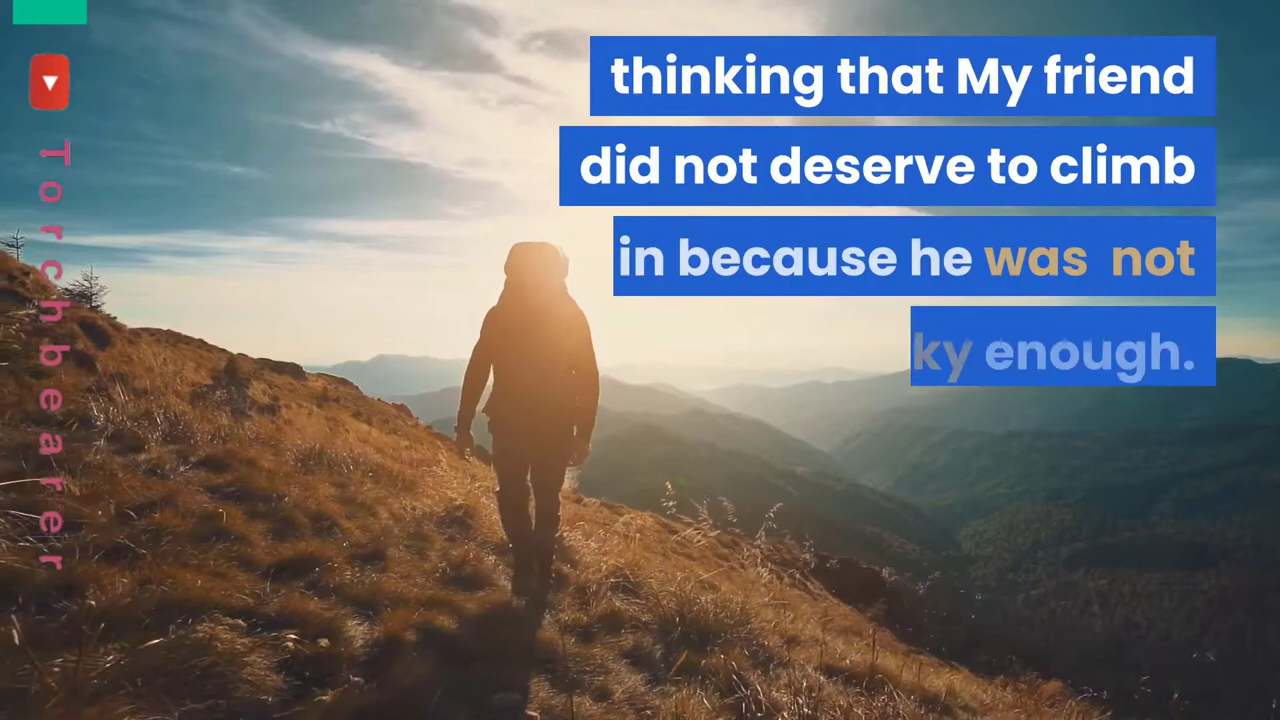 thinking that My friend
did not deserve to climb
in because he was not
ky enough.
Torchbearer